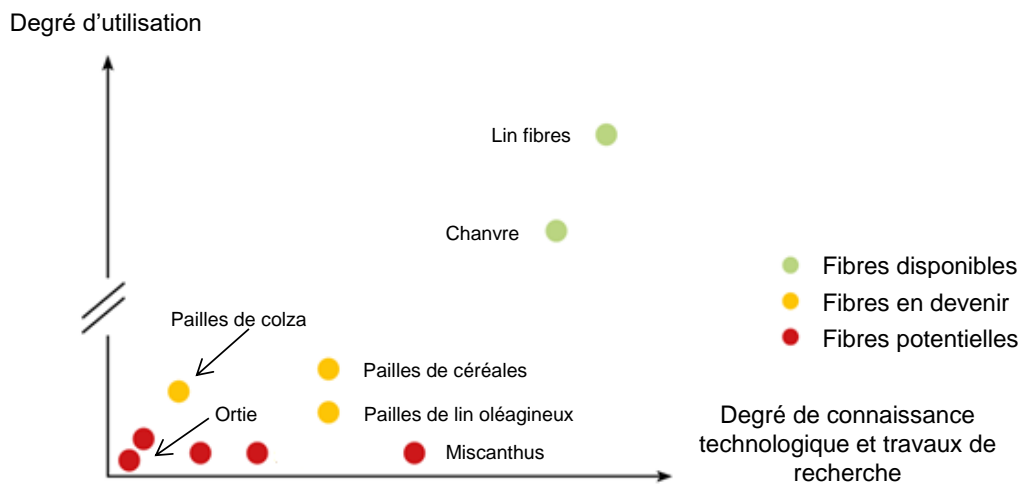 Degré d'utilisation
Lin fibres
Chanvre
Fibres disponibles
Fibres en devenir
Fibres potentielles
Pailles de colza
Pailles de céréales
Ortie
Pailles de lin oléagineux
Miscanthus
Degré de connaissance
technologique et travaux de
recherche